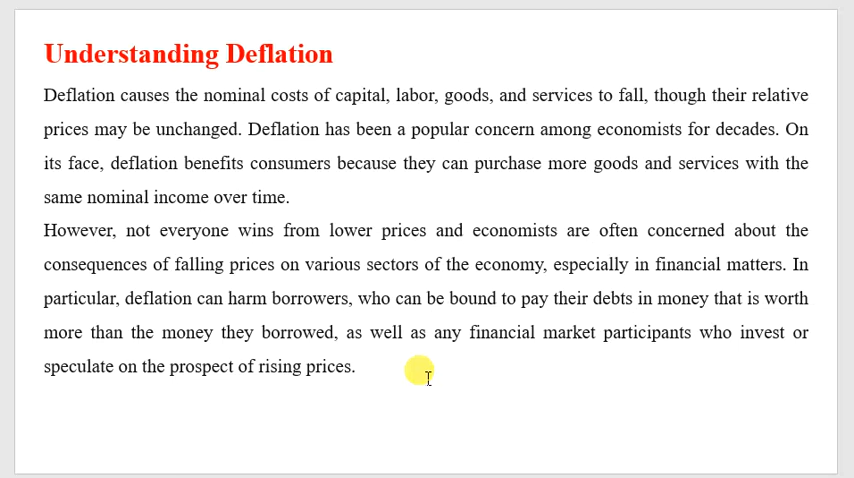 Understanding Deflation
Deflation causes the nominal costs of capital, labor, goods, and services to fall, though their relative
prices may be unchanged. Deflation has been a popular concern among economists for decades. On
its face, deflation benefits consumers because they can purchase more goods and services with the
same nominal income over time.
However, not everyone wins from lower prices and economists are often concerned about the
consequences of falling prices on various sectors of the economy, especially in financial matters. In
particular, deflation can harm borrowers, who can be bound to pay their debts in money that is worth
more than the money they borrowed, as well as any financial market participants who invest or
speculate on the prospect of rising prices.